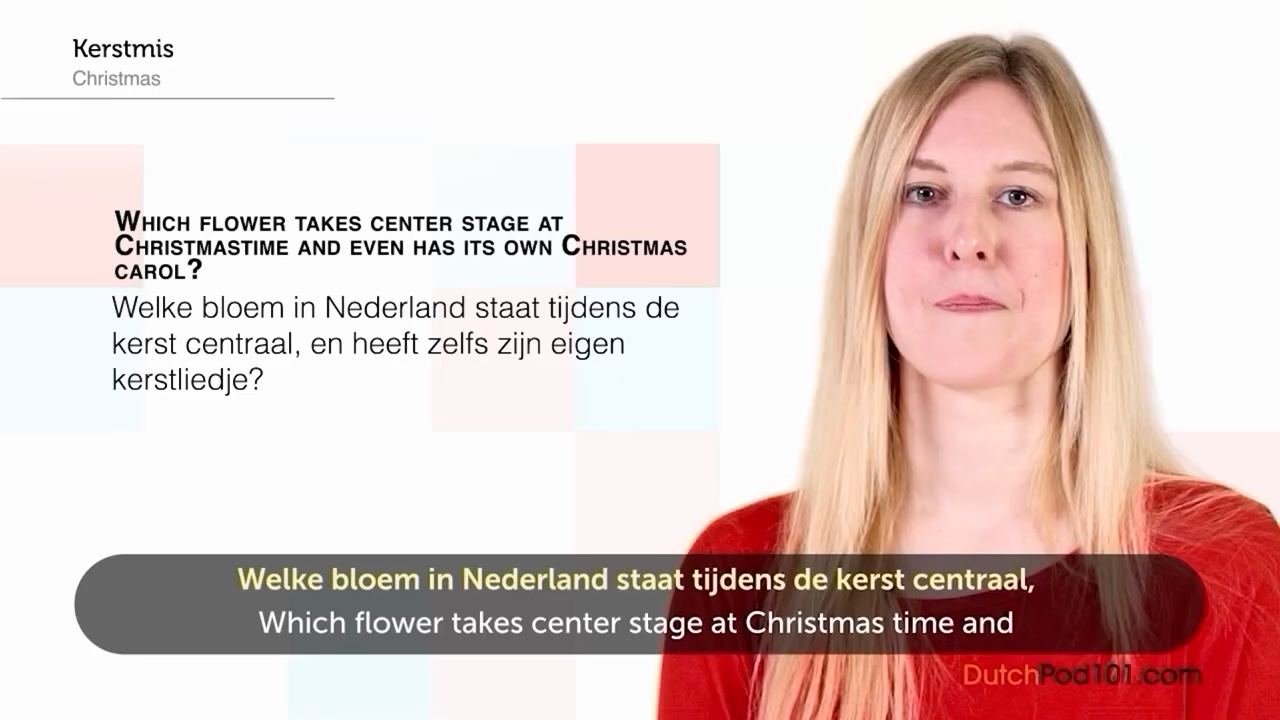 Kerstmis
Christmas
Which flower takes center stage at
Christmastime and even has its own Christmas
carol?
Welke bloem in Nederland staat tijdens de
kerst centraal, en heeft zelfs zijn eigen
kerstliedje?
Welke bloem in Nederland staat tijdens de kerst centraal,
Which flower takes center stage at Christmas time and
DutchPod101.com